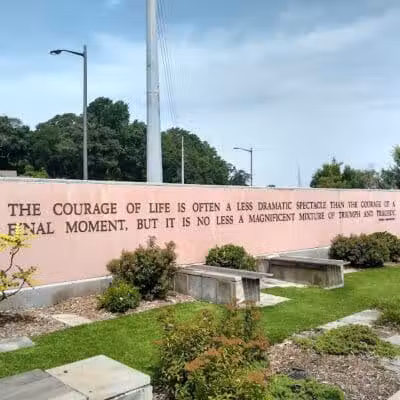 THE COURAGE OF LIFE IS OFTEN A LESS DRAMATIC SPECTACLE THAN THE COURAGE OF A
FINAL MOMENT, BUT IT IS NO LESS A MAGNIFICENT MIXTURE OF TRIUMPH AND TRAGEDY.